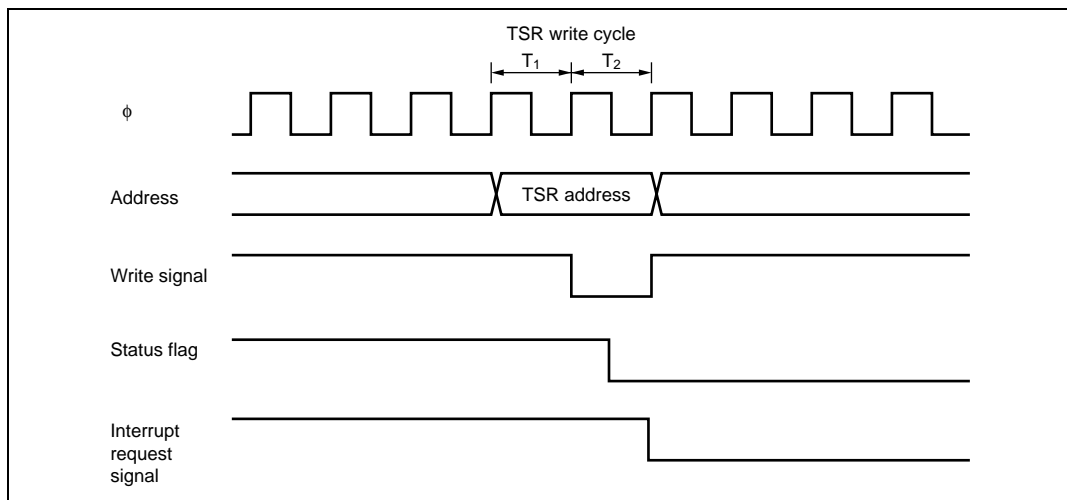 TSR write cycle
T₁ T₂
ϕ
Address
TSR address
Write signal
Status flag
Interrupt
request
signal